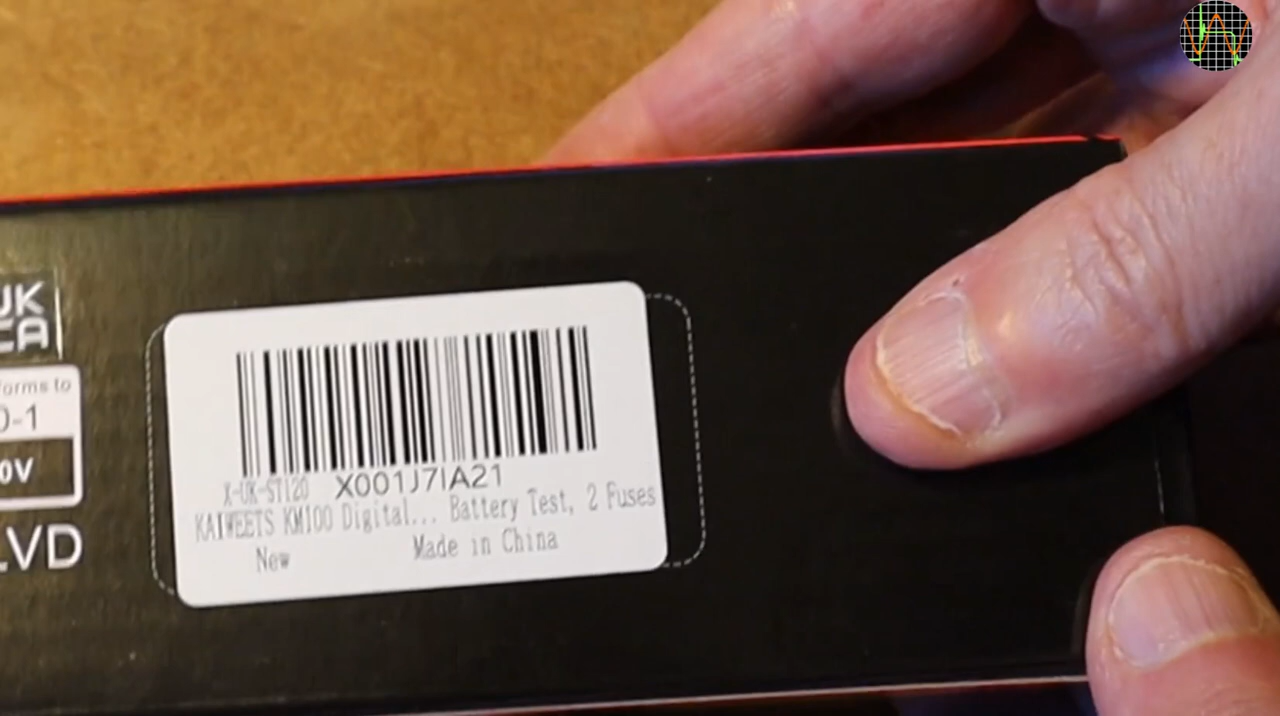 UK
CA
forms to
0-1
0V
LVD
X-UK-ST120 X001J7IA21
KAIWEETS KM100 Digital... Battery Test, 2 Fuses
New Made in China